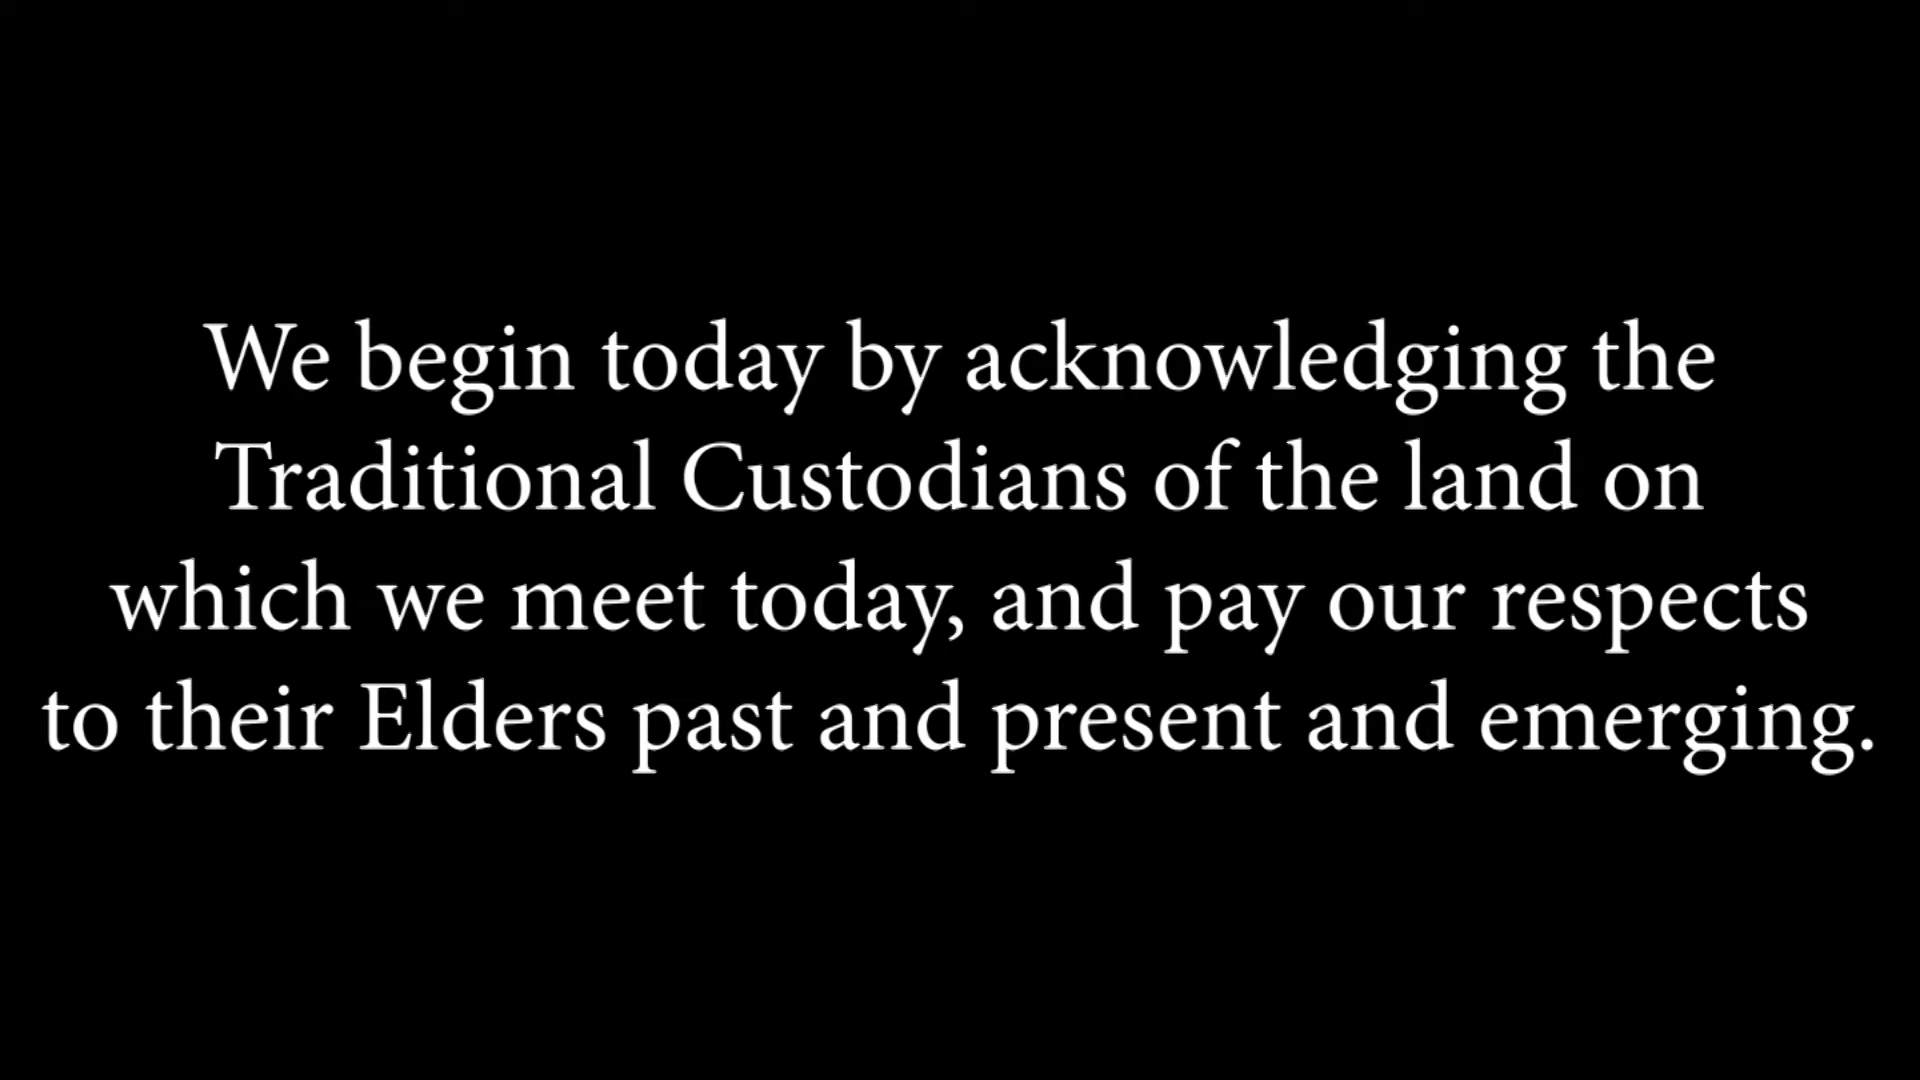 We begin today by acknowledging the
Traditional Custodians of the land on
which we meet today, and pay our respects
to their Elders past and present and emerging.